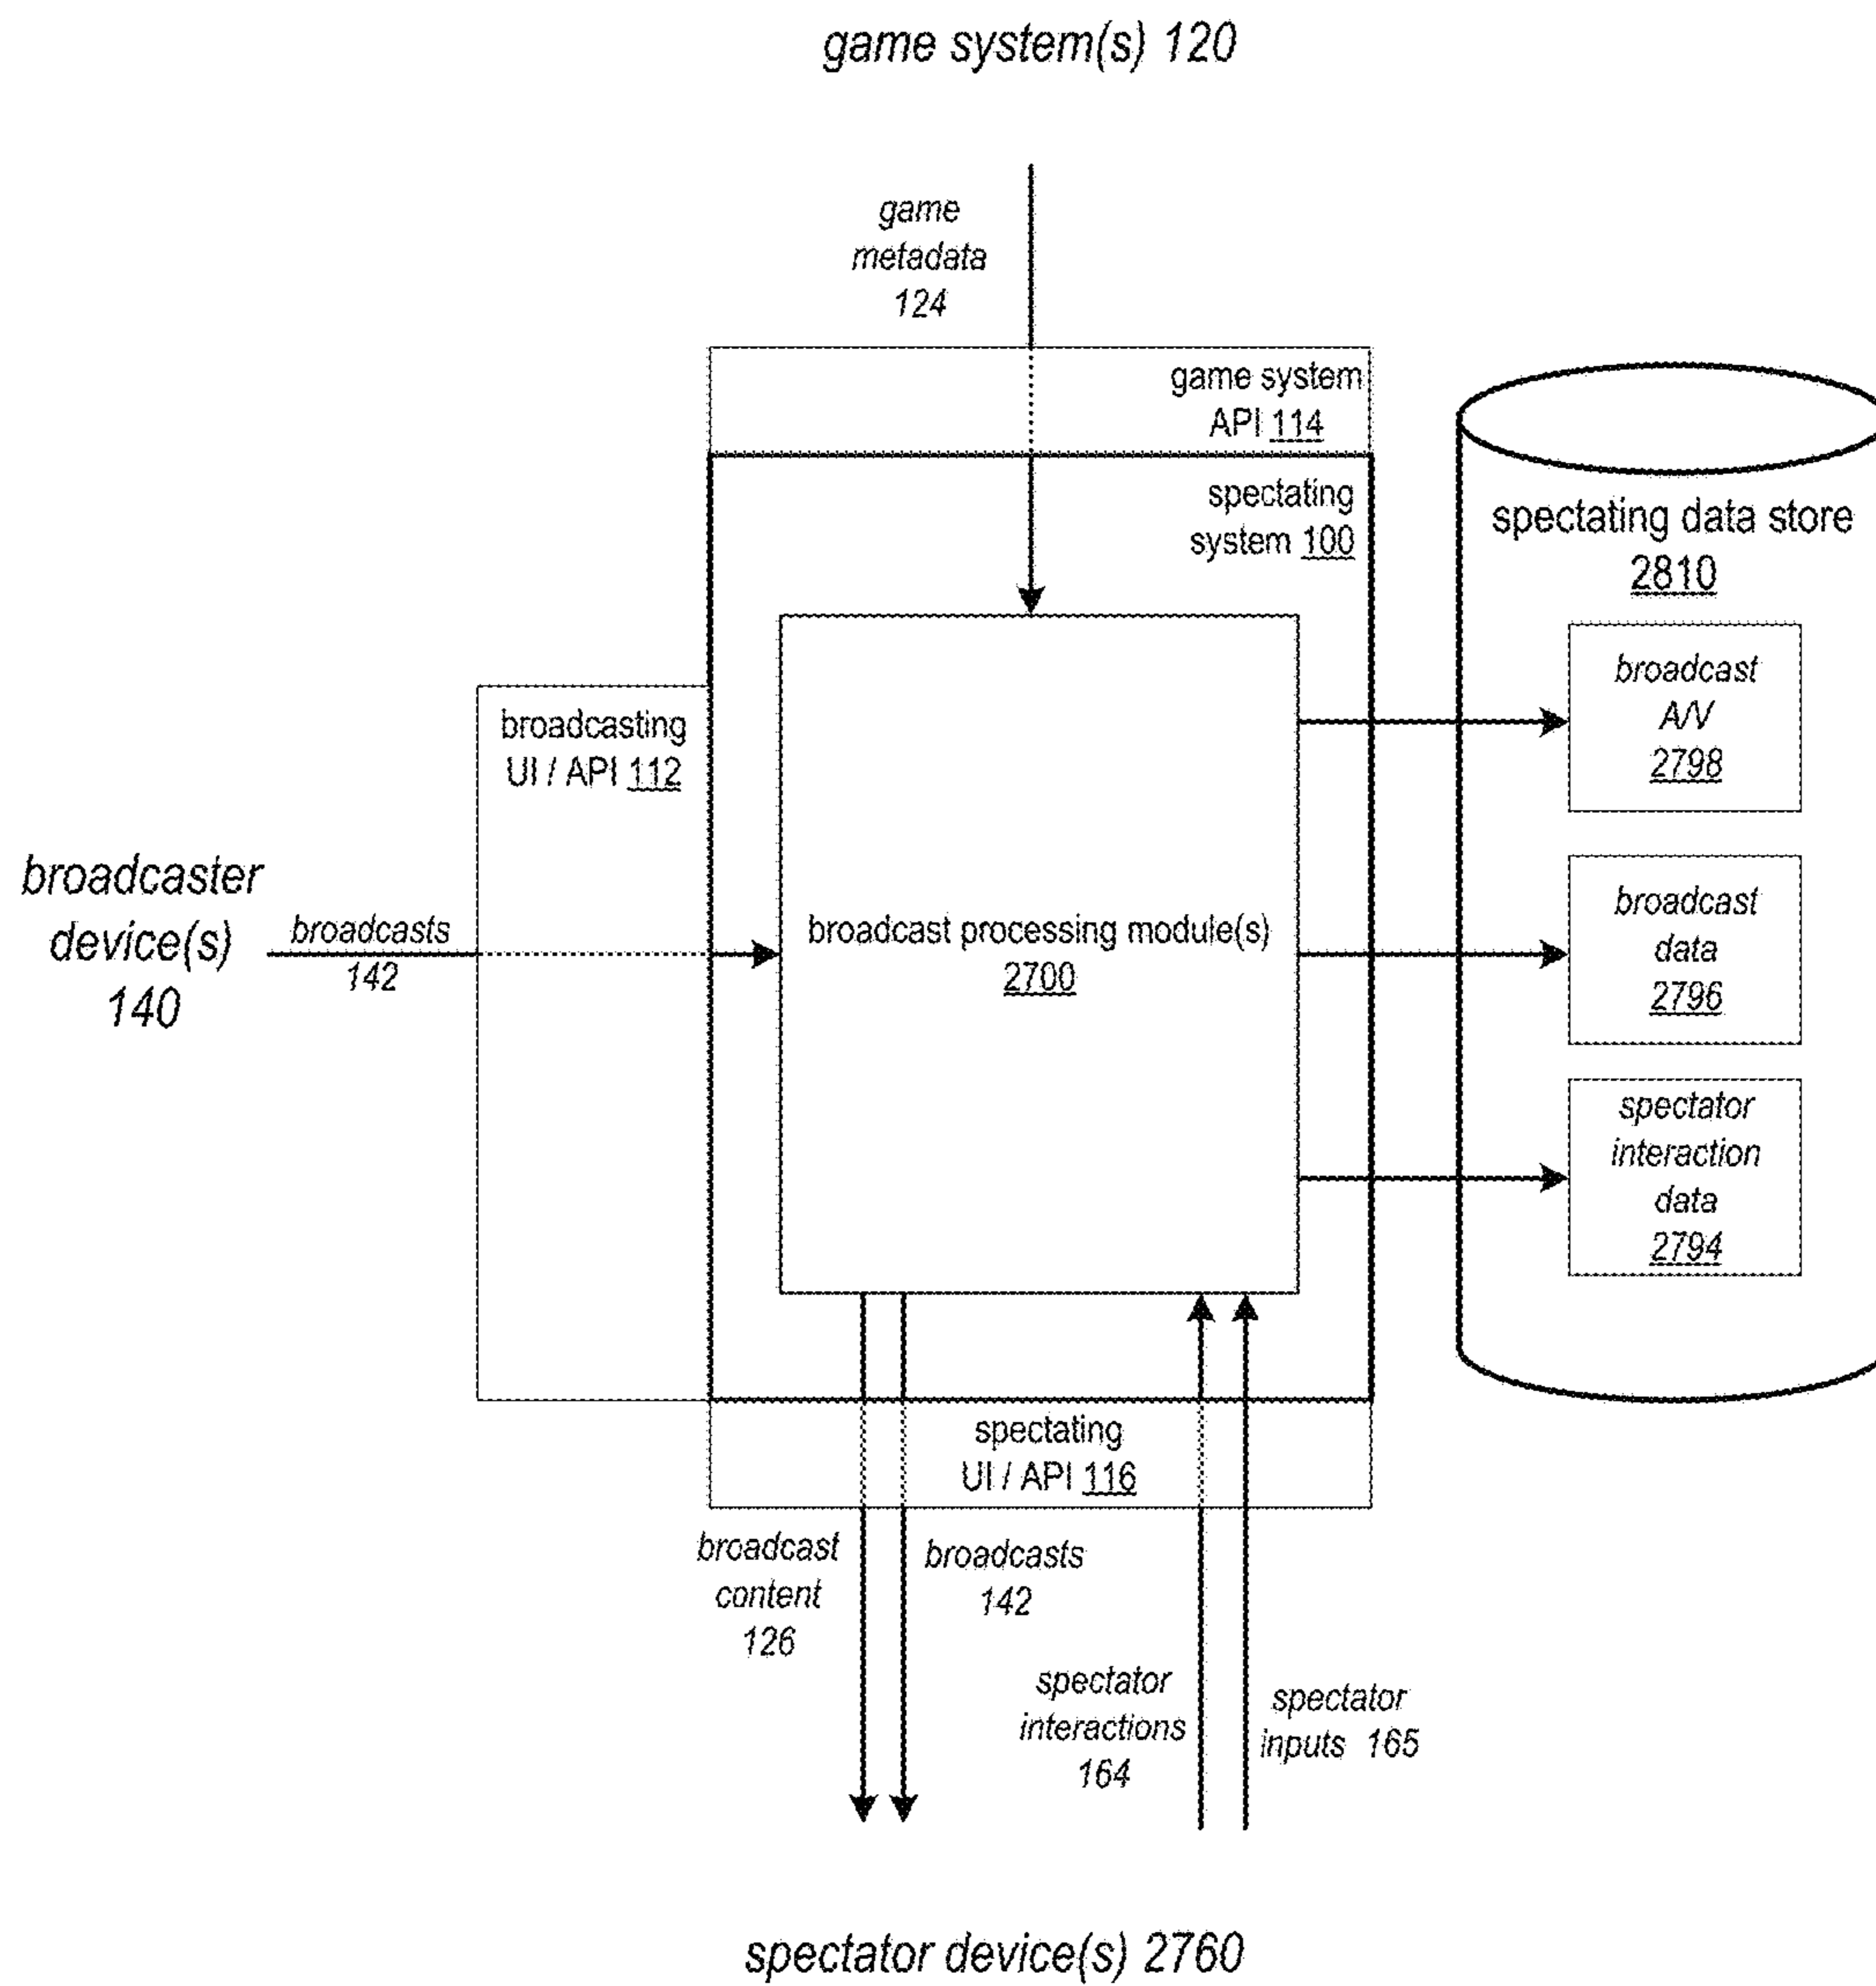 game system(s) 120
game
metadata
124
game system
API 114
spectating
system 100
spectating data store
2810
broadcast
A/V
2798
broadcasting
UI / API 112
broadcaster
device(s)
140
broadcasts
142
broadcast processing module(s)
2700
broadcast
data
2796
spectator
interaction
data
2794
spectating
UI / API 116
broadcast
content
126
broadcasts
142
spectator
interactions
164
spectator
inputs 165
spectator device(s) 2760